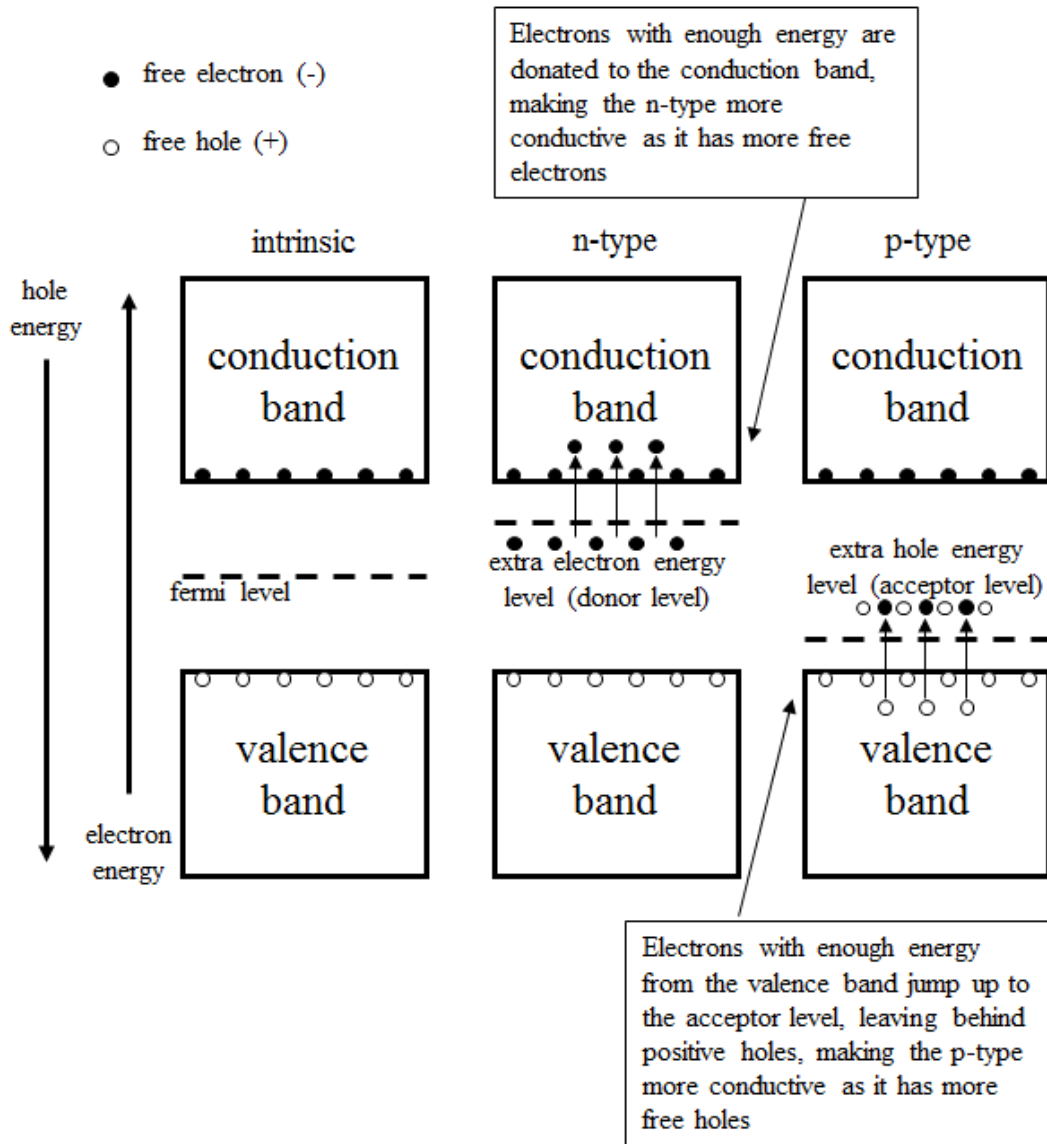 free electron (-)
free hole (+)
Electrons with enough energy are
donated to the conduction band,
making the n-type more
conductive as it has more free
electrons
intrinsic
n-type
p-type
hole
energy
conduction
band
conduction
band
conduction
band
fermi level
extra electron energy
level (donor level)
extra hole energy
level (acceptor level)
valence
band
valence
band
valence
band
electron
energy
Electrons with enough energy
from the valence band jump up to
the acceptor level, leaving behind
positive holes, making the p-type
more conductive as it has more
free holes